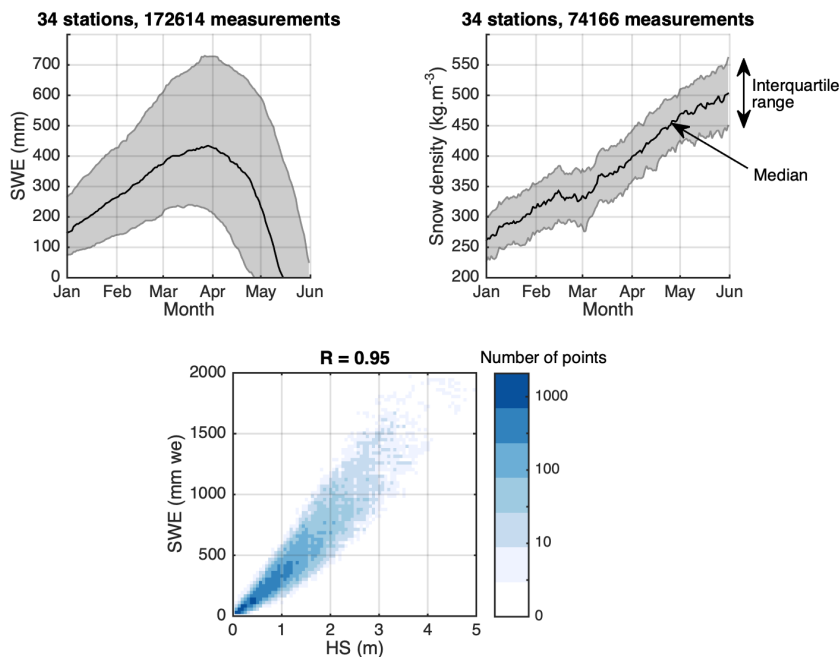 34 stations, 172614 measurements
700
600
500
400
300
200
100
0
SWE (mm)
Jan Feb Mar Apr May Jun
Month
34 stations, 74166 measurements
550
500
450
400
350
300
250
200
Snow density (kg.m⁻³)
Jan Feb Mar Apr May Jun
Month
Interquartile
range
Median
R = 0.95
2000
1500
1000
500
0
SWE (mm we)
0 1 2 3 4 5
HS (m)
Number of points
1000
100
10
0